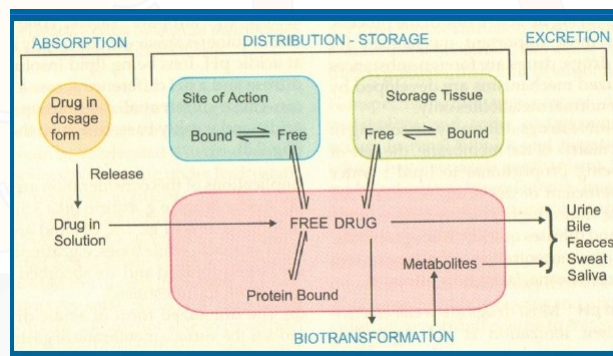 ABSORPTION
DISTRIBUTION - STORAGE
EXCRETION
Drug in
dosage
form
Release
Drug in
Solution
Site of Action
Bound ⇌ Free
Storage Tissue
Free ⇌ Bound
FREE DRUG
Protein Bound
Metabolites
BIOTRANSFORMATION
Urine
Bile
Faeces
Sweat
Saliva